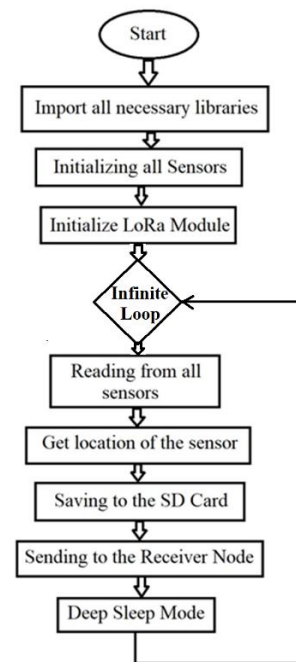 Start
Import all necessary libraries
Initializing all Sensors
Initialize LoRa Module
Infinite
Loop
Reading from all
sensors
Get location of the sensor
Saving to the SD Card
Sending to the Receiver Node
Deep Sleep Mode